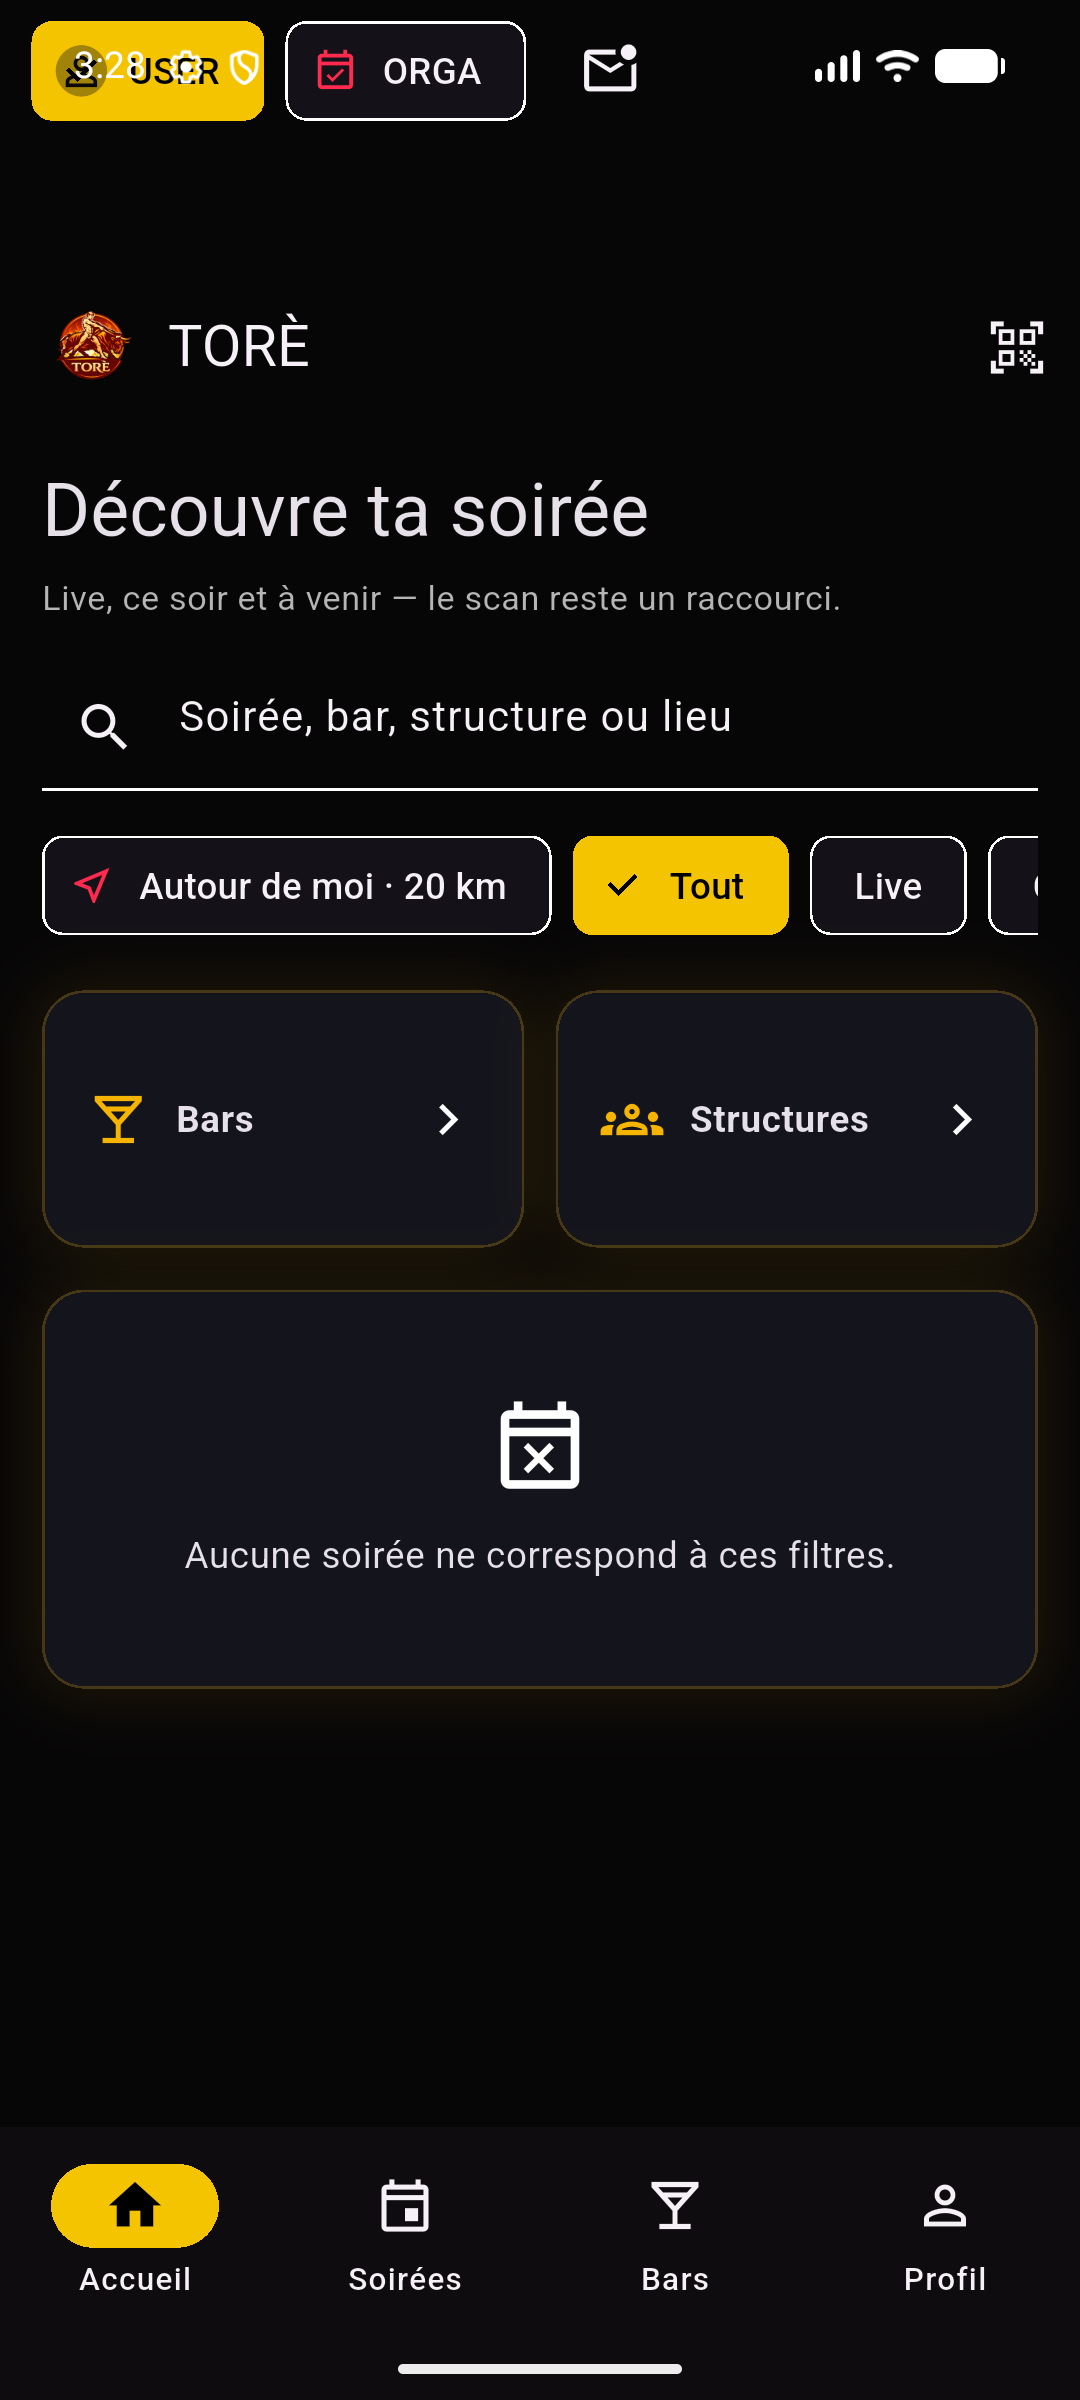 3:28
USER
ORGA
TORÈ
TORÈ
Découvre ta soirée
Live, ce soir et à venir — le scan reste un raccourci.
Soirée, bar, structure ou lieu
Autour de moi · 20 km
Tout
Live
Bars
Structures
Aucune soirée ne correspond à ces filtres.
Accueil
Soirées
Bars
Profil